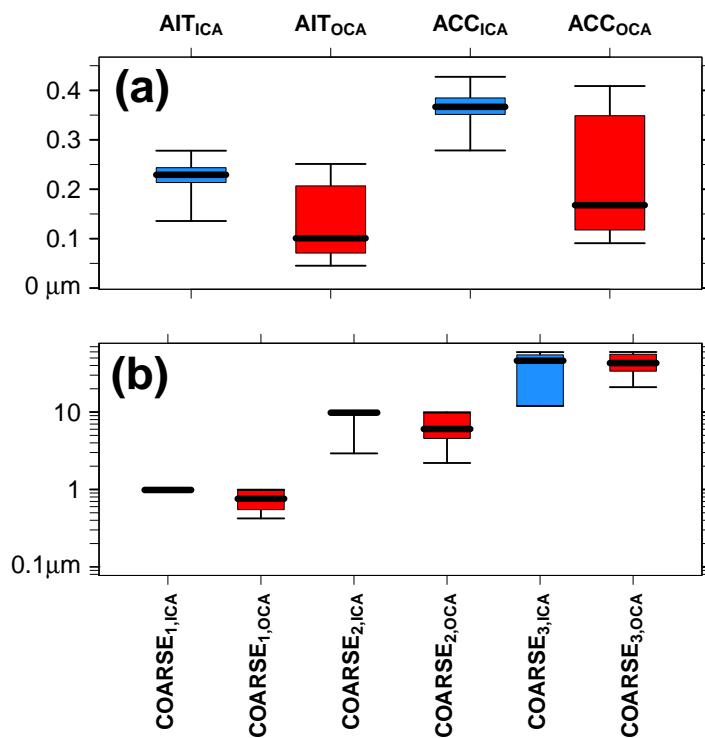 AIT_ICA AIT_OCA ACC_ICA ACC_OCA
(a)
0.4
0.3
0.2
0.1
0 μm
(b)
10
1
0.1μm
COARSE_1,ICA
COARSE_1,OCA
COARSE_2,ICA
COARSE_2,OCA
COARSE_3,ICA
COARSE_3,OCA